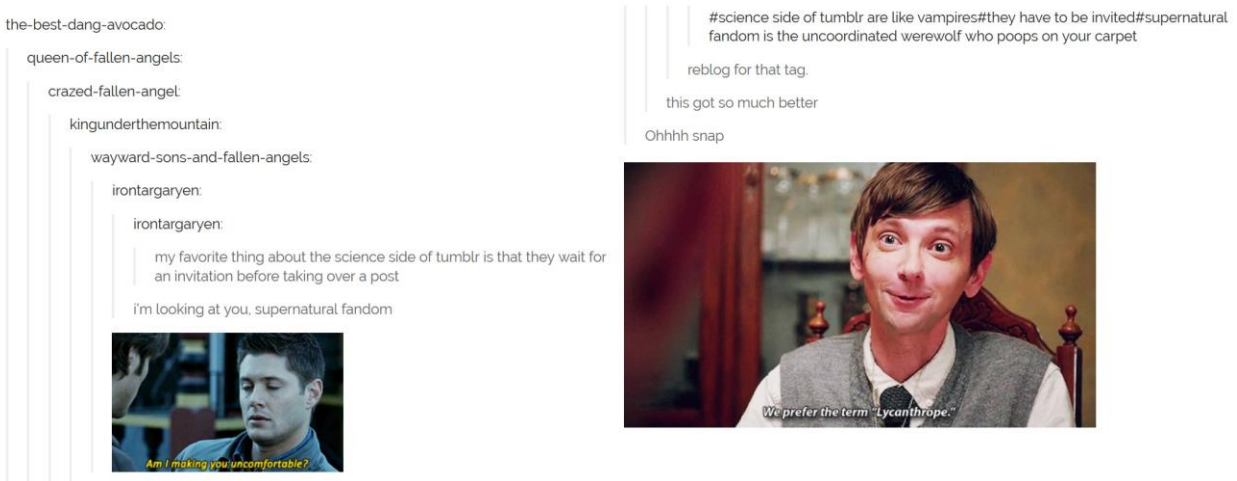 the-best-dang-avocado:
queen-of-fallen-angels:
crazed-fallen-angel:
kingunderthemountain:
wayward-sons-and-fallen-angels:
irontargaryen:
irontargaryen:
my favorite thing about the science side of tumblr is that they wait for
an invitation before taking over a post
i'm looking at you, supernatural fandom
Am I making you uncomfortable?
#science side of tumblr are like vampires#they have to be invited#supernatural
fandom is the uncoordinated werewolf who poops on your carpet
reblog for that tag.
this got so much better
Ohhhh snap
We prefer the term "Lycanthrope."